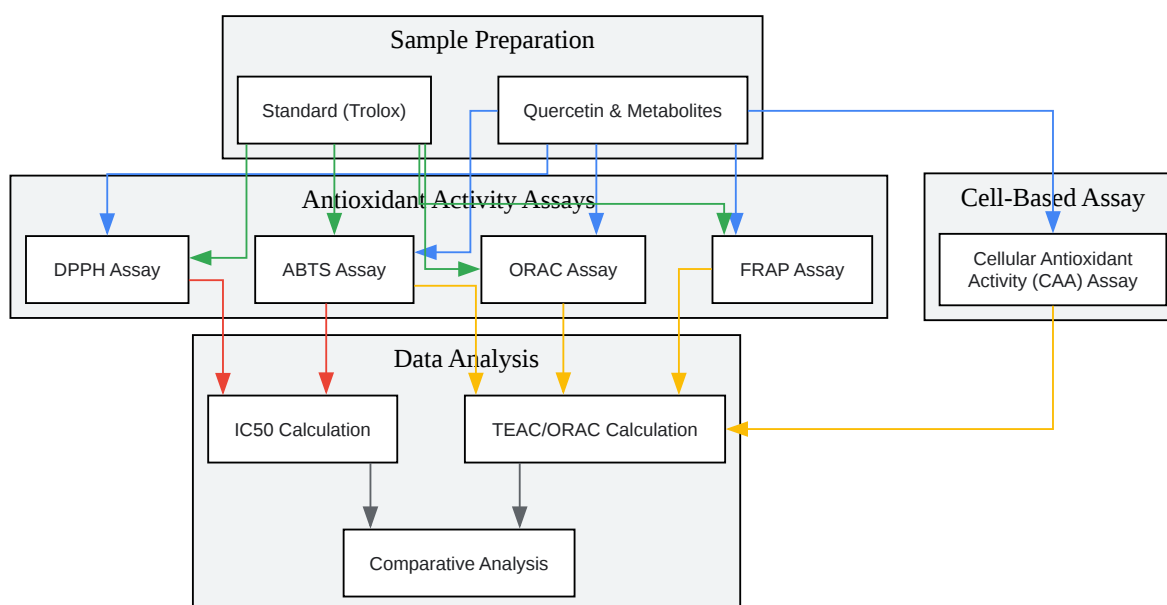 Sample Preparation
Standard (Trolox)
Quercetin & Metabolites
Antioxidant Activity Assays
Cell-Based Assay
DPPH Assay
ABTS Assay
ORAC Assay
FRAP Assay
Cellular Antioxidant
Activity (CAA) Assay
Data Analysis
IC50 Calculation
TEAC/ORAC Calculation
Comparative Analysis